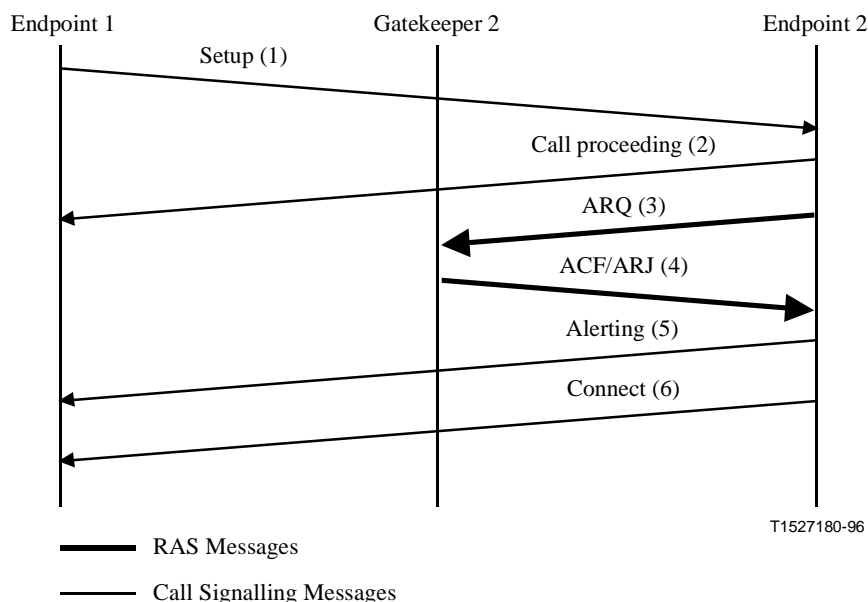 Endpoint 1
Gatekeeper 2
Endpoint 2
Setup (1)
Call proceeding (2)
ARQ (3)
ACF/ARJ (4)
Alerting (5)
Connect (6)
T1527180-96
RAS Messages
Call Signalling Messages